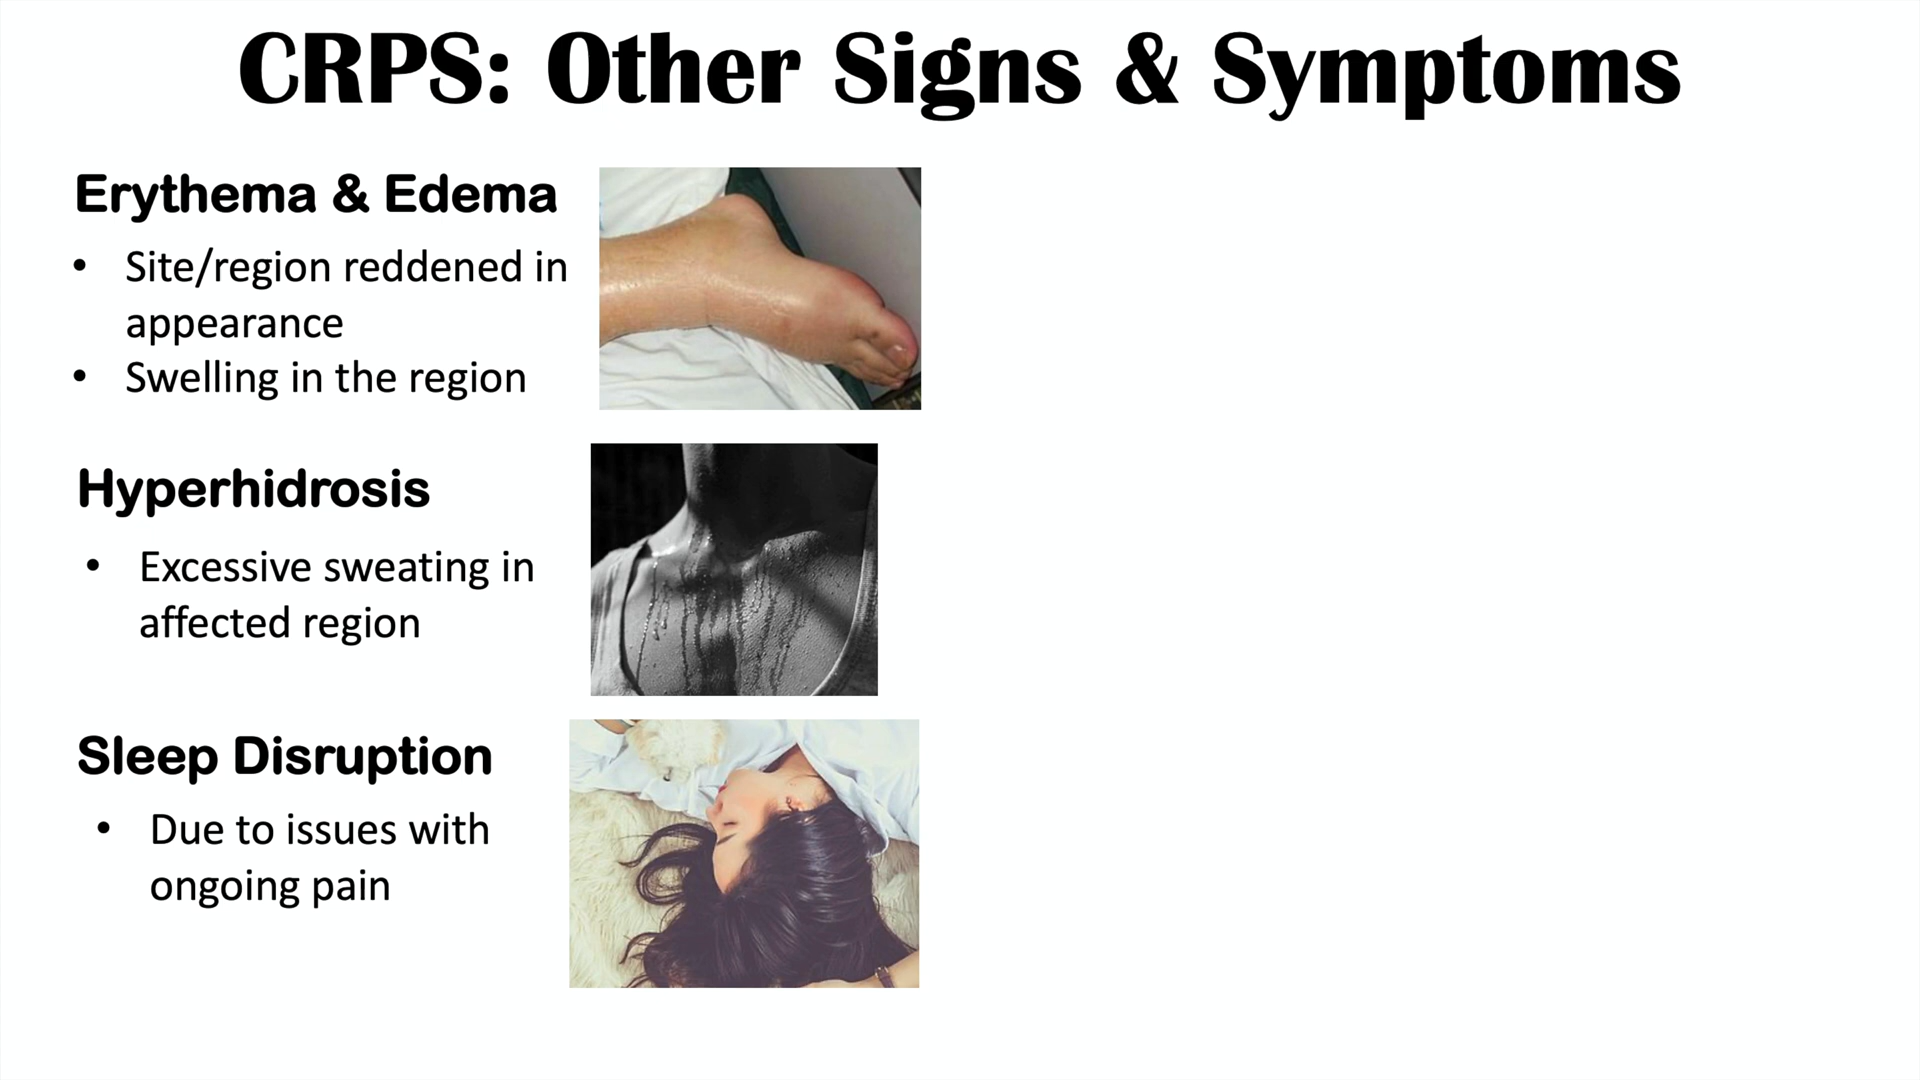 CRPS: Other Signs & Symptoms
Erythema & Edema
• Site/region reddened in
appearance
• Swelling in the region
Hyperhidrosis
• Excessive sweating in
affected region
Sleep Disruption
• Due to issues with
ongoing pain